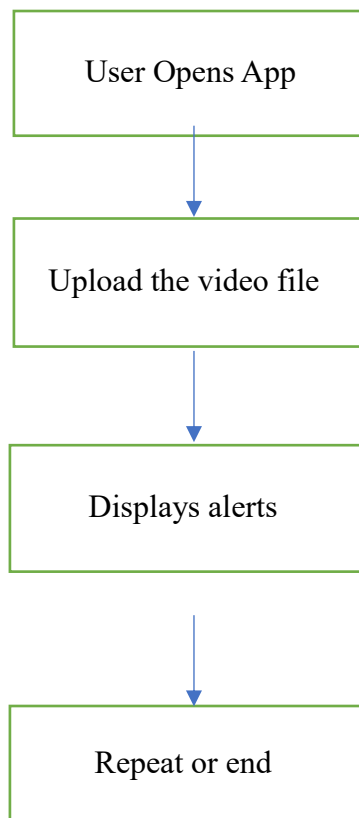 User Opens App
Upload the video file
Displays alerts
Repeat or end